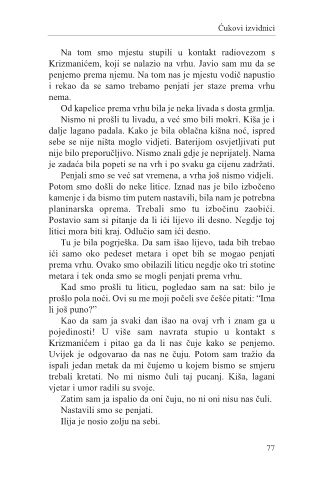 Ćukovi izvidnici
Na tom smo mjestu stupili u kontakt radiovezom s
Krizmanićem, koji se nalazio na vrhu. Javio sam mu da se
penjemo prema njemu. Na tom nas je mjestu vodič napustio
i rekao da se samo trebamo penjati jer staze prema vrhu
nema.
Od kapelice prema vrhu bila je neka livada s dosta grmlja.
Nismo ni prošli tu livadu, a već smo bili mokri. Kiša je i
dalje lagano padala. Kako je bila oblačna kišna noć, ispred
sebe se nije ništa moglo vidjeti. Baterijom osvjetljivati put
nije bilo preporučljivo. Nismo znali gdje je neprijatelj. Nama
je zadaća bila popeti se na vrh i po svaku ga cijenu zadržati.
Penjali smo se već sat vremena, a vrha još nismo vidjeli.
Potom smo došli do neke litice. Iznad nas je bilo izbočeno
kamenje i da bismo tim putem nastavili, bila nam je potrebna
planinarska oprema. Trebali smo tu izbočinu zaobići.
Postavio sam si pitanje da li ići lijevo ili desno. Negdje toj
litici mora biti kraj. Odlučio sam ići desno.
Tu je bila pogrješka. Da sam išao lijevo, tada bih trebao
ići samo oko pedeset metara i opet bih se mogao penjati
prema vrhu. Ovako smo obilazili liticu negdje oko tri stotine
metara i tek onda smo se mogli penjati prema vrhu.
Kad smo prošli tu liticu, pogledao sam na sat: bilo je
prošlo pola noći. Ovi su me moji počeli sve češće pitati: “Ima
li još puno?”
Kao da sam ja svaki dan išao na ovaj vrh i znam ga u
pojedinosti! U više sam navrata stupio u kontakt s
Krizmanićem i pitao ga da li nas čuje kako se penjemo.
Uvijek je odgovarao da nas ne čuju. Potom sam tražio da
ispali jedan metak da mi čujemo u kojem bismo se smjeru
trebali kretati. No mi nismo čuli taj pucanj. Kiša, lagani
vjetar i umor radili su svoje.
Zatim sam ja ispalio da oni čuju, no ni oni nisu nas čuli.
Nastavili smo se penjati.
Ilija je nosio zolju na sebi.
77